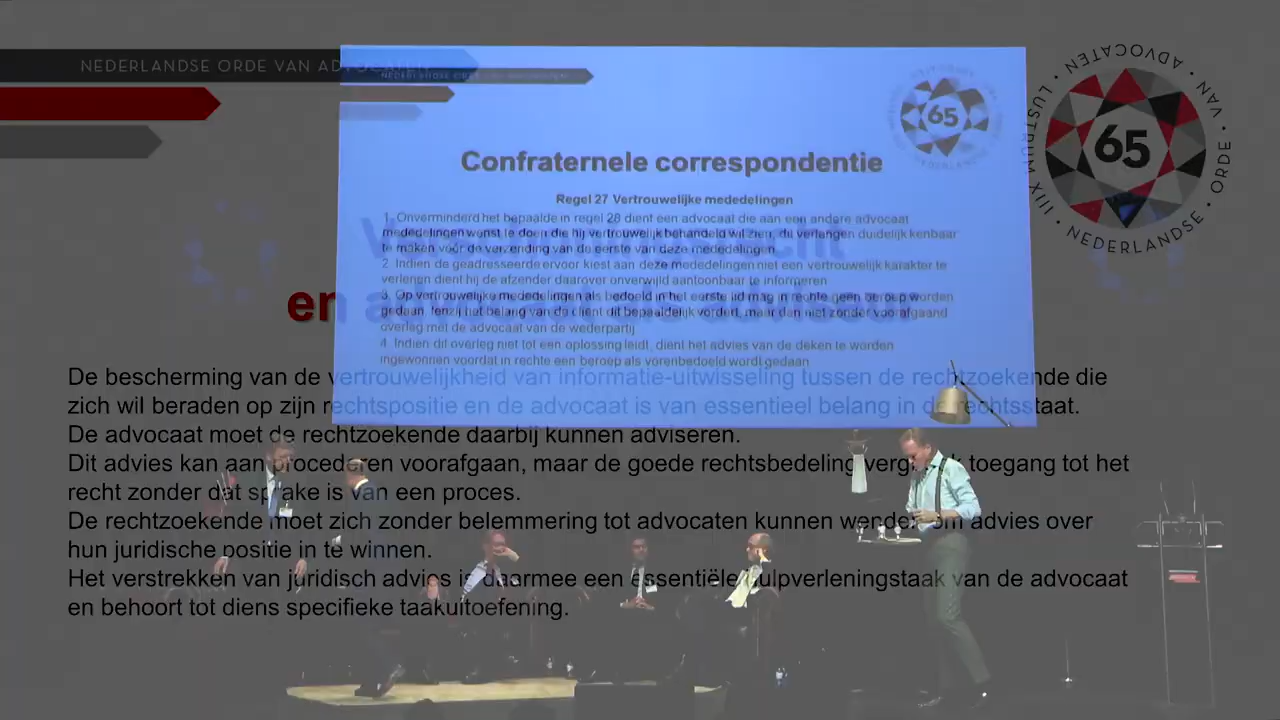 NEDERLANDSE ORDE VAN ADVOCATEN
XIII LUSTRUM • NEDERLANDSE • ORDE • VAN • ADVOCATEN
65
65
Confraternele correspondentie
Regel 27 Vertrouwelijke mededelingen
1. Onverminderd het bepaalde in regel 28 dient een advocaat die aan een andere advocaat
mededelingen wenst te doen die hij vertrouwelijk behandeld wil zien, dit verlangen duidelijk kenbaar
te maken vóór de verzending van de eerste van deze mededelingen.
2. Indien de geadresseerde ervoor kiest aan deze mededelingen niet een vertrouwelijk karakter te
verlenen dient hij de afzender daarover onverwijld aantoonbaar te informeren
3. Op vertrouwelijke mededelingen als bedoeld in het eerste lid mag in rechte geen beroep worden
gedaan, tenzij het belang van de cliënt dit bepaaldelijk vordert, maar dan niet zonder voorafgaand
overleg met de advocaat van de wederpartij
4. Indien dit overleg niet tot een oplossing leidt, dient het advies van de deken te worden
ingewonnen voordat in rechte een beroep als vorenbedoeld wordt gedaan
en
De bescherming van de vertrouwelijkheid van informatie-uitwisseling tussen de rechtzoekende die
zich wil beraden op zijn rechtspositie en de advocaat is van essentieel belang in de rechtsstaat.
De advocaat moet de rechtzoekende daarbij kunnen adviseren.
Dit advies kan aan procederen voorafgaan, maar de goede rechtsbedeling vergt ook toegang tot het
recht zonder dat sprake is van een proces.
De rechtzoekende moet zich zonder belemmering tot advocaten kunnen wenden om advies over
hun juridische positie in te winnen.
Het verstrekken van juridisch advies is daarmee een essentiële hulpverleningstaak van de advocaat
en behoort tot diens specifieke taakuitoefening.